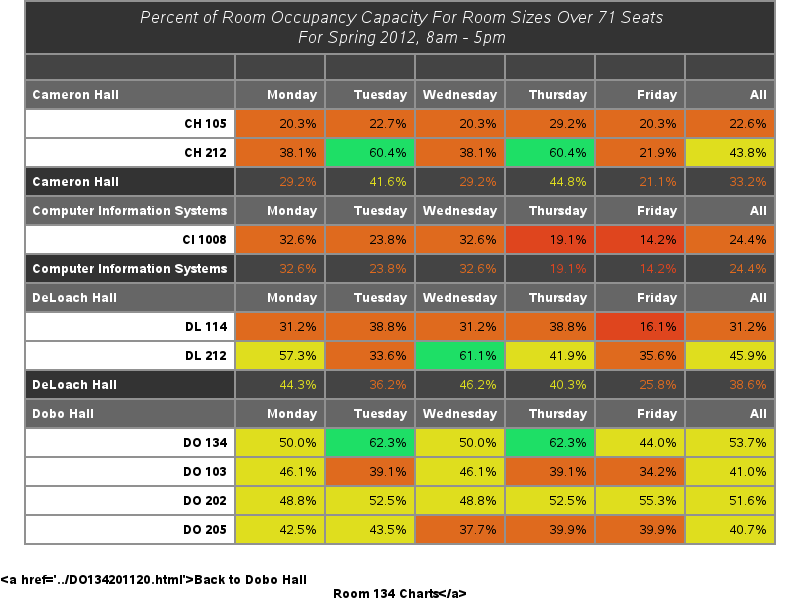 Percent of Room Occupancy Capacity For Room Sizes Over 71 Seats
For Spring 2012, 8am - 5pm
Cameron Hall Monday Tuesday Wednesday Thursday Friday All
CH 105 20.3% 22.7% 20.3% 29.2% 20.3% 22.6%
CH 212 38.1% 60.4% 38.1% 60.4% 21.9% 43.8%
Cameron Hall 29.2% 41.6% 29.2% 44.8% 21.1% 33.2%
Computer Information Systems Monday Tuesday Wednesday Thursday Friday All
CI 1008 32.6% 23.8% 32.6% 19.1% 14.2% 24.4%
Computer Information Systems 32.6% 23.8% 32.6% 19.1% 14.2% 24.4%
DeLoach Hall Monday Tuesday Wednesday Thursday Friday All
DL 114 31.2% 38.8% 31.2% 38.8% 16.1% 31.2%
DL 212 57.3% 33.6% 61.1% 41.9% 35.6% 45.9%
DeLoach Hall 44.3% 36.2% 46.2% 40.3% 25.8% 38.6%
Dobo Hall Monday Tuesday Wednesday Thursday Friday All
DO 134 50.0% 62.3% 50.0% 62.3% 44.0% 53.7%
DO 103 46.1% 39.1% 46.1% 39.1% 34.2% 41.0%
DO 202 48.8% 52.5% 48.8% 52.5% 55.3% 51.6%
DO 205 42.5% 43.5% 37.7% 39.9% 39.9% 40.7%
<a href='../DO134201120.html'>Back to Dobo Hall
Room 134 Charts</a>